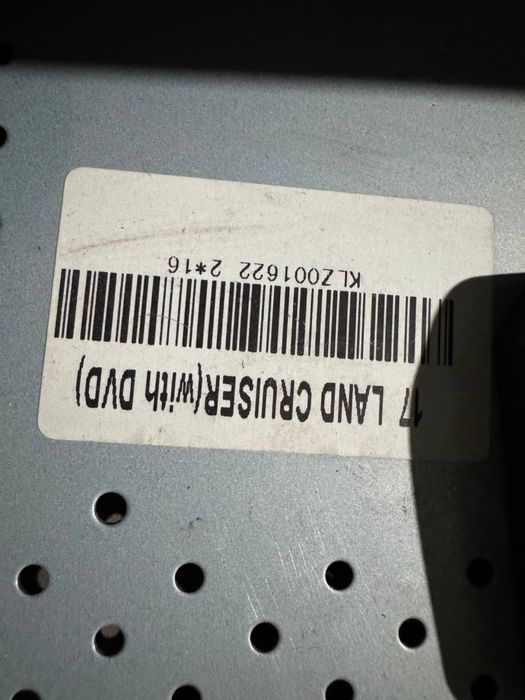 17 LAND CRUISER(with DVD)
KLZ001622 2*16